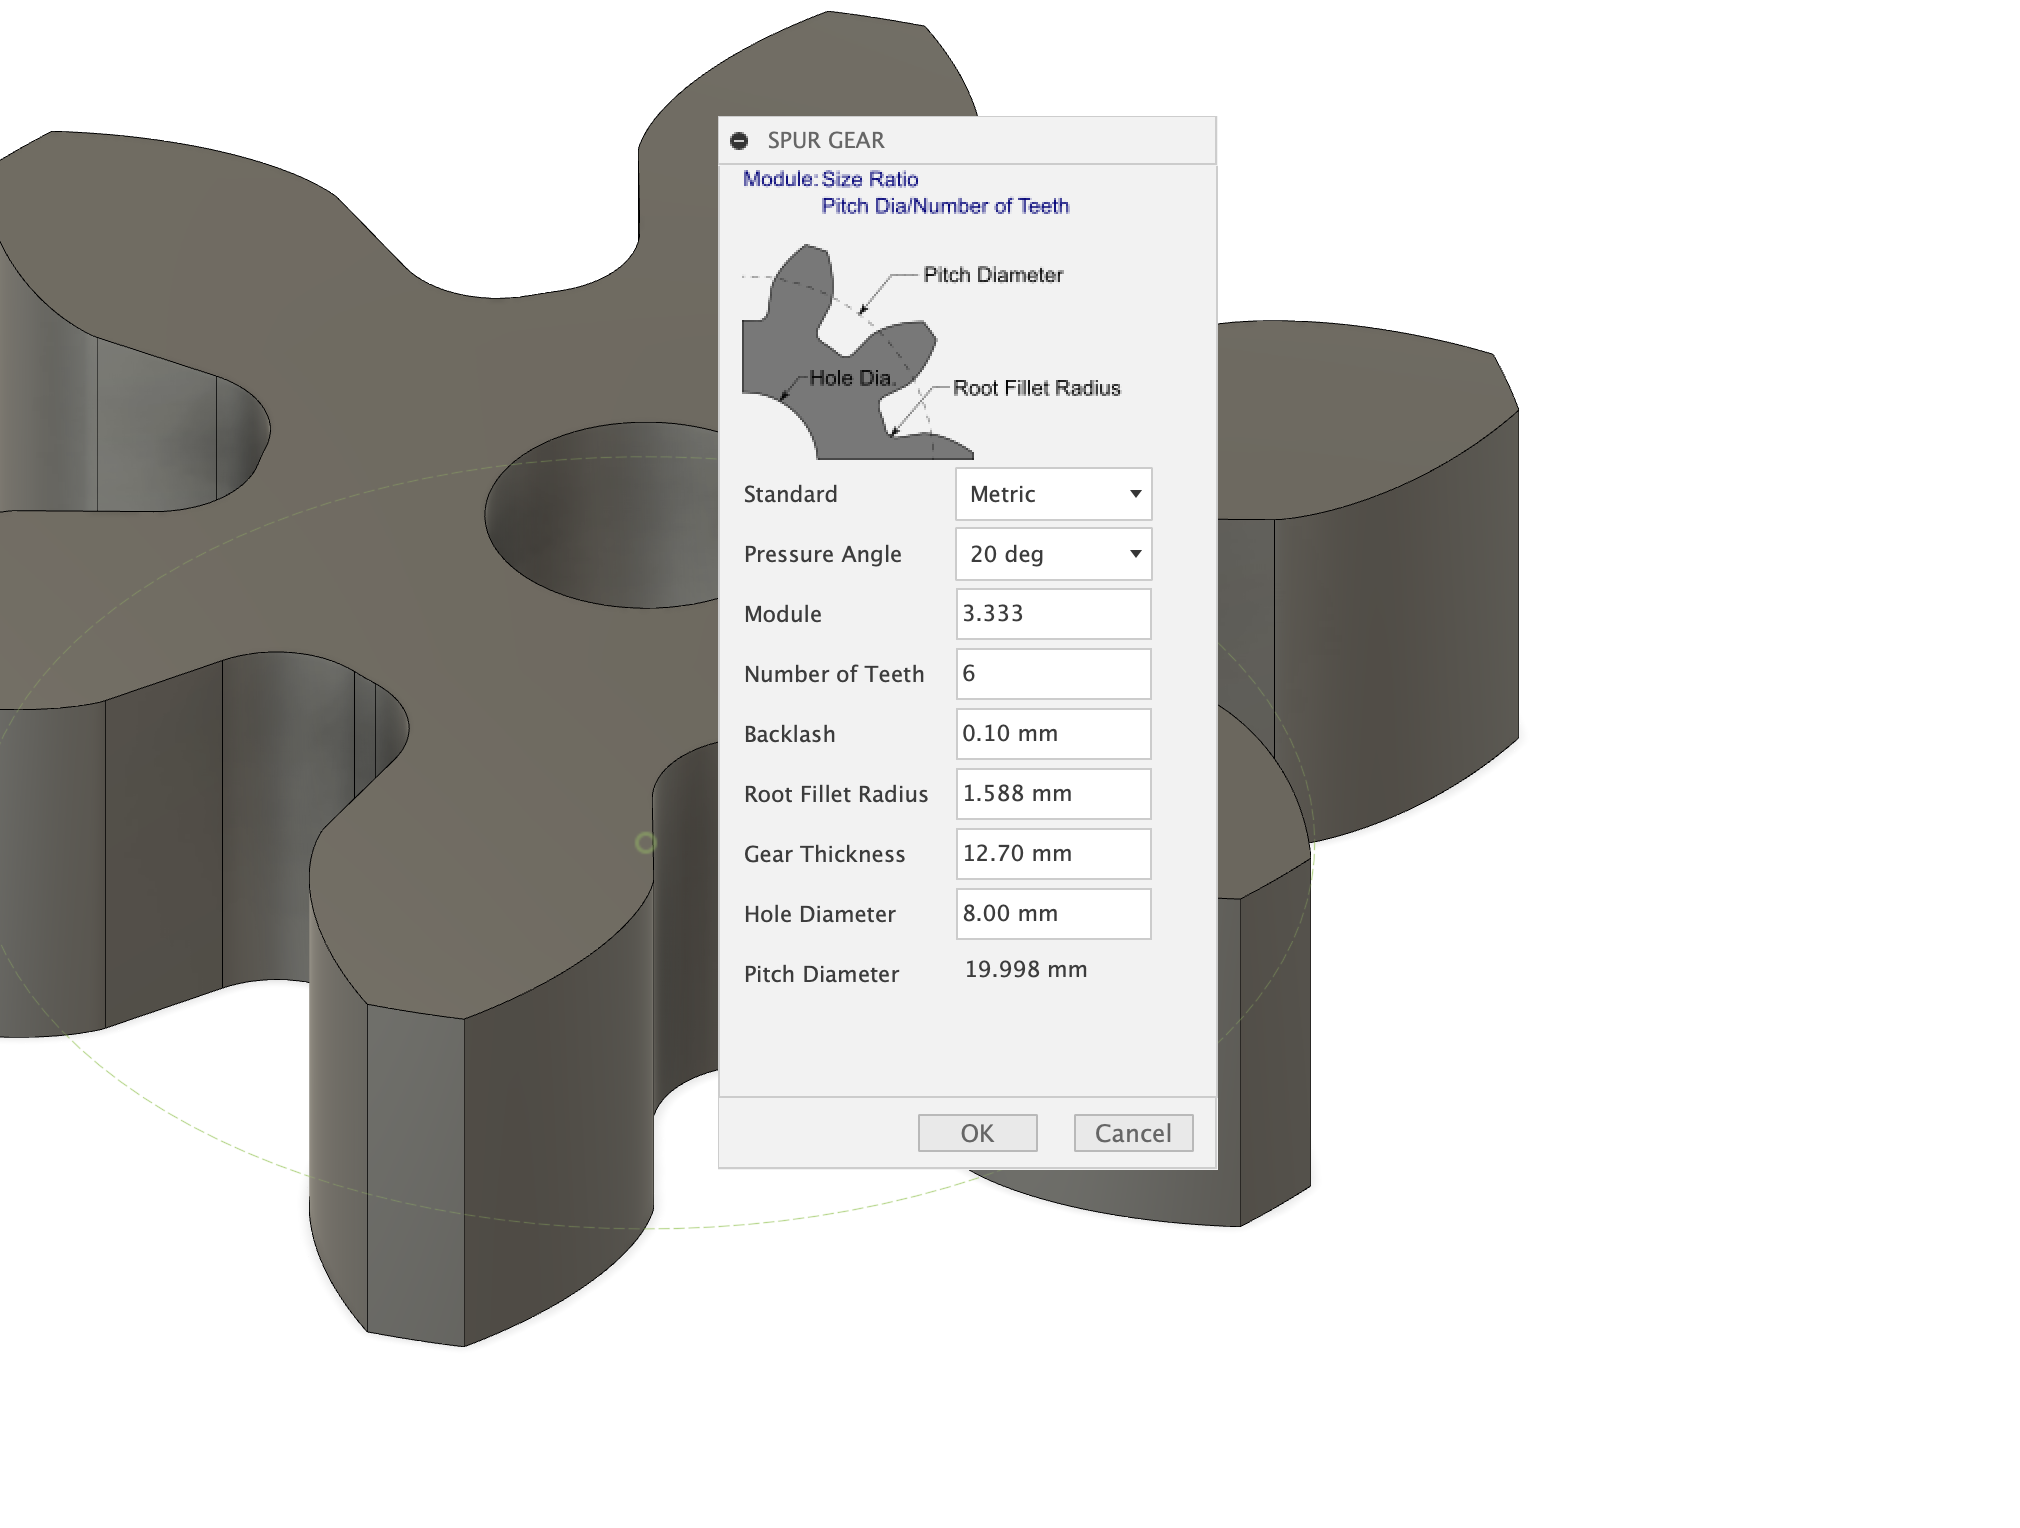 SPUR GEAR
Module: Size Ratio
Pitch Dia/Number of Teeth
Pitch Diameter
Hole Dia.
Root Fillet Radius
Standard Metric
Pressure Angle 20 deg
Module 3.333
Number of Teeth 6
Backlash 0.10 mm
Root Fillet Radius 1.588 mm
Gear Thickness 12.70 mm
Hole Diameter 8.00 mm
Pitch Diameter 19.998 mm
OK Cancel